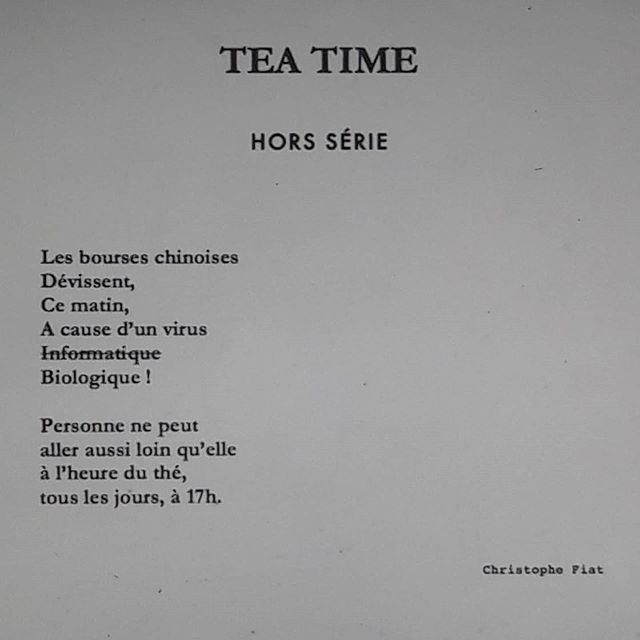 TEA TIME
HORS SÉRIE
Les bourses chinoises
Dévissent,
Ce matin,
A cause d'un virus
Informatique
Biologique !
Personne ne peut
aller aussi loin qu'elle
à l'heure du thé,
tous les jours, à 17h.
Christophe Fiat